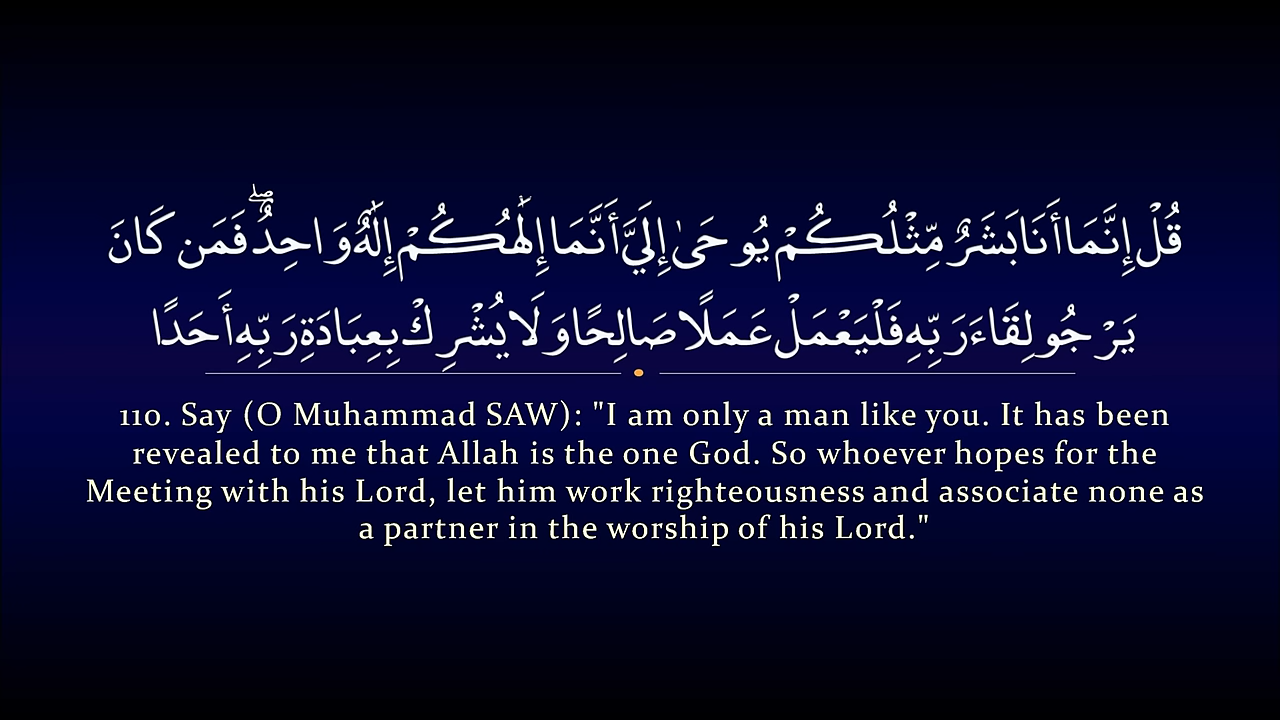 قُلْ إِنَّمَا أَنَا بَشَرٌ مِّثْلُكُمْ يُوحَىٰ إِلَيَّ أَنَّمَا إِلَٰهُكُمْ إِلَٰهٌ وَاحِدٌ ۖ فَمَن كَانَ
يَرْجُو لِقَاءَ رَبِّهِ فَلْيَعْمَلْ عَمَلًا صَالِحًا وَلَا يُشْرِكْ بِعِبَادَةِ رَبِّهِ أَحَدًا
110. Say (O Muhammad SAW): "I am only a man like you. It has been
revealed to me that Allah is the one God. So whoever hopes for the
Meeting with his Lord, let him work righteousness and associate none as
a partner in the worship of his Lord."